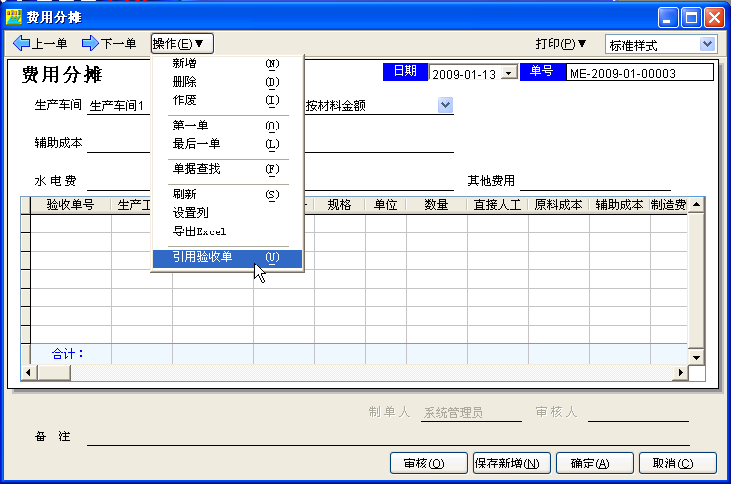 费用分摊
上一单 下一单 操作(E)▼ 打印(P)▼ 标准样式
费用分摊 日期 2009-01-13 单号 ME-2009-01-00003
生产车间 生产车间1 按材料金额
辅助成本
水电费 其他费用
新增 (N)
删除 (D)
作废 (I)
第一单
最后一单 (L)
单据查找 (F)
刷新 (S)
设置列
导出Excel
引用验收单 (U)
验收单号 生产工 规格 单位 数量 直接人工 原料成本 辅助成本 制造费
合计:
制单人 系统管理员 审核人
备 注
审核(O) 保存新增(N) 确定(A) 取消(C)